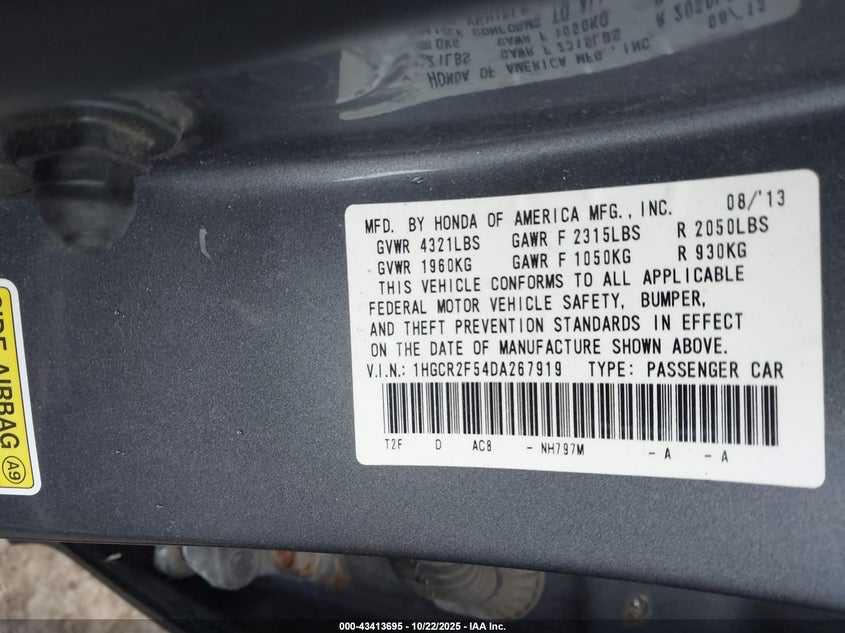 MFD. BY HONDA OF AMERICA MFG., INC. 08/'13
GVWR 4321LBS GAWR F 2315LBS R 2050LBS
GVWR 1960KG GAWR F 1050KG R 930KG
THIS VEHICLE CONFORMS TO ALL APPLICABLE
FEDERAL MOTOR VEHICLE SAFETY, BUMPER,
AND THEFT PREVENTION STANDARDS IN EFFECT
ON THE DATE OF MANUFACTURE SHOWN ABOVE.
V.I.N.: 1HGCR2F54DA267919 TYPE: PASSENGER CAR
T2F D AC8 - NH797M - A - A
SIDE AIRBAG A9
000-43413695 - 10/22/2025 - IAA Inc.